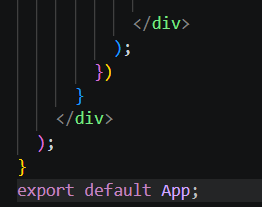 </div>
);
})
}
</div>
);
}
export default App;